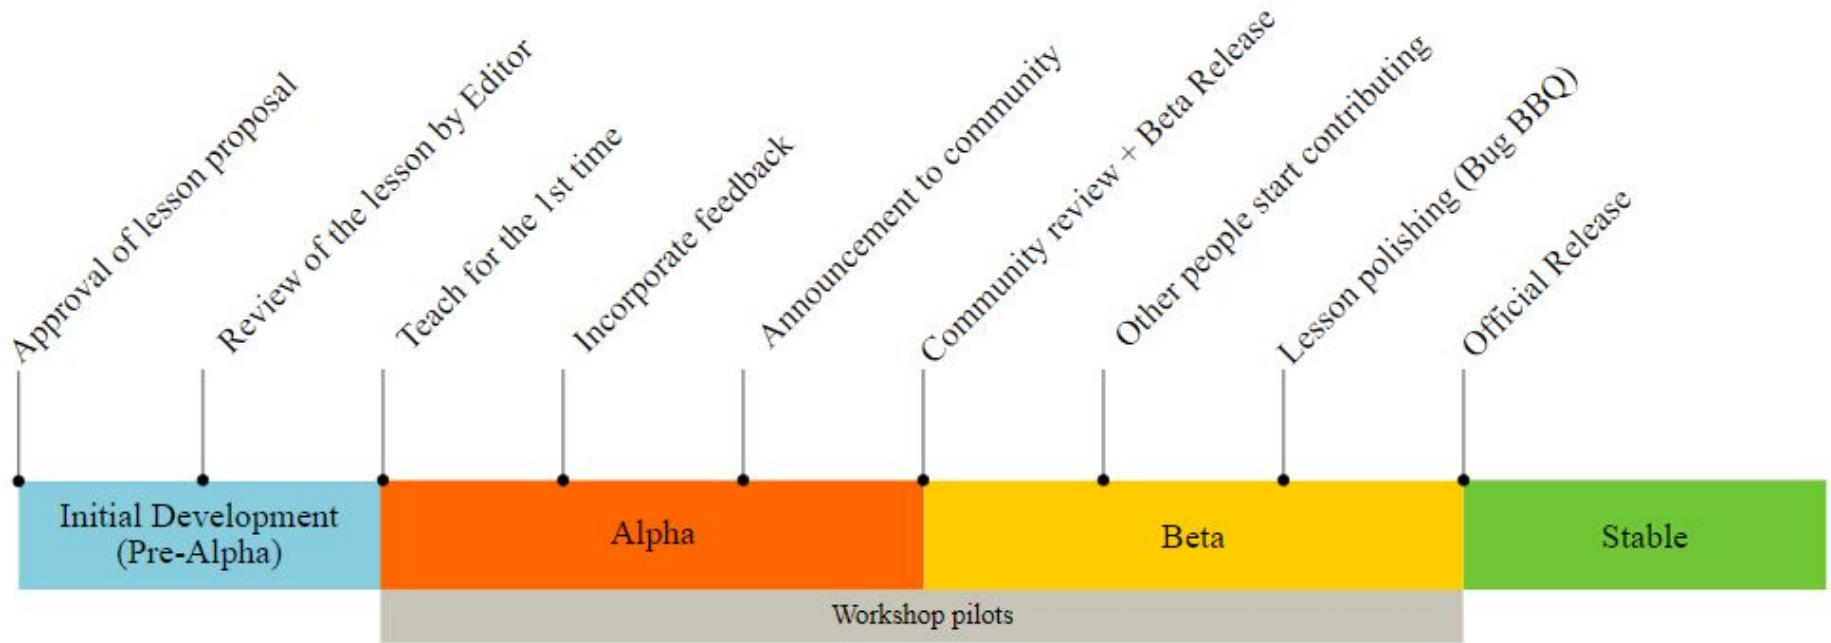 Approval of lesson proposal
Review of the lesson by Editor
Teach for the 1st time
Incorporate feedback
Announcement to community
Community review + Beta Release
Other people start contributing
Lesson polishing (Bug BBQ)
Official Release
Initial Development
(Pre-Alpha)
Alpha
Beta
Stable
Workshop pilots